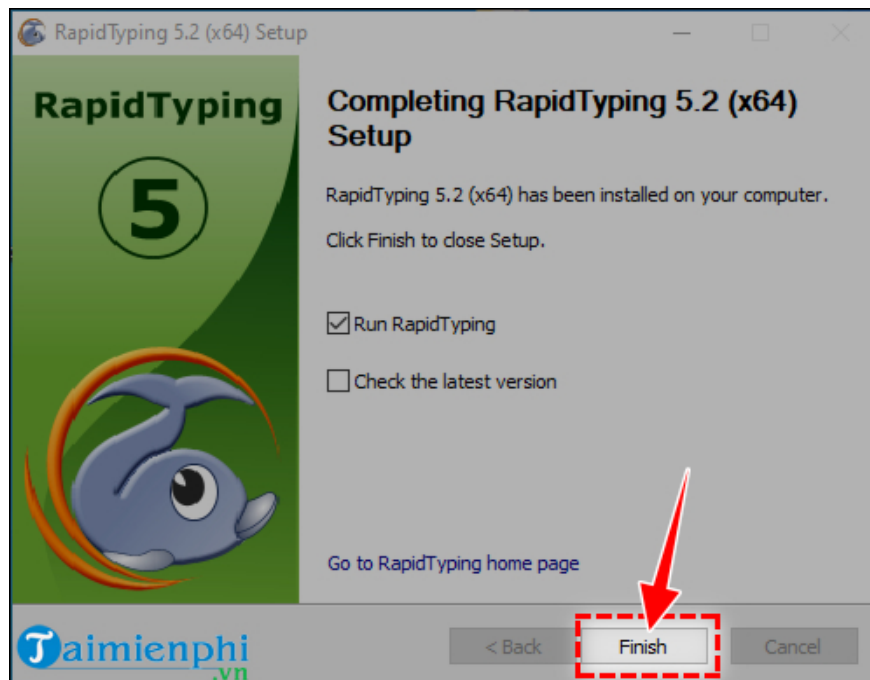 RapidTyping 5.2 (x64) Setup
RapidTyping
5
Completing RapidTyping 5.2 (x64)
Setup
RapidTyping 5.2 (x64) has been installed on your computer.
Click Finish to close Setup.
Run RapidTyping
Check the latest version
Go to RapidTyping home page
Taimienphi
.vn
< Back Finish Cancel